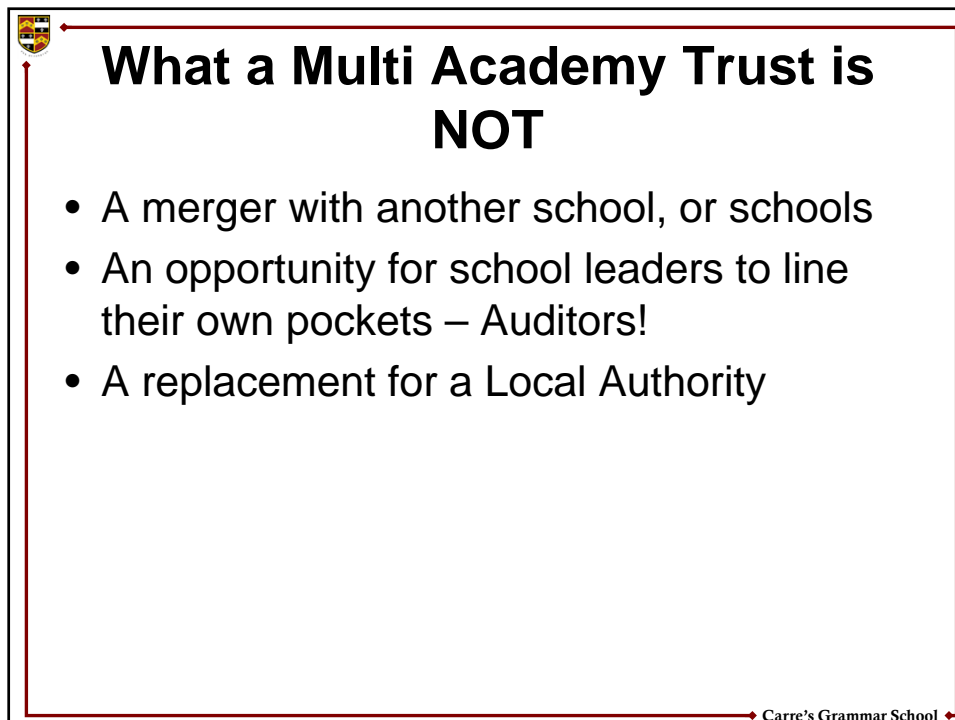 What a Multi Academy Trust is
NOT
• A merger with another school, or schools
• An opportunity for school leaders to line
their own pockets – Auditors!
• A replacement for a Local Authority
Carre's Grammar School